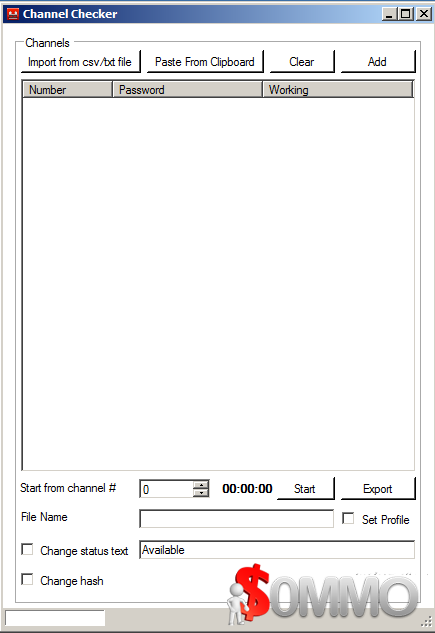 Channel Checker
Channels
Import from csv/txt file Paste From Clipboard Clear Add
Number Password Working
Start from channel # 0 00:00:00 Start Export
File Name Set Profile
Change status text Available
Change hash
$0MMO